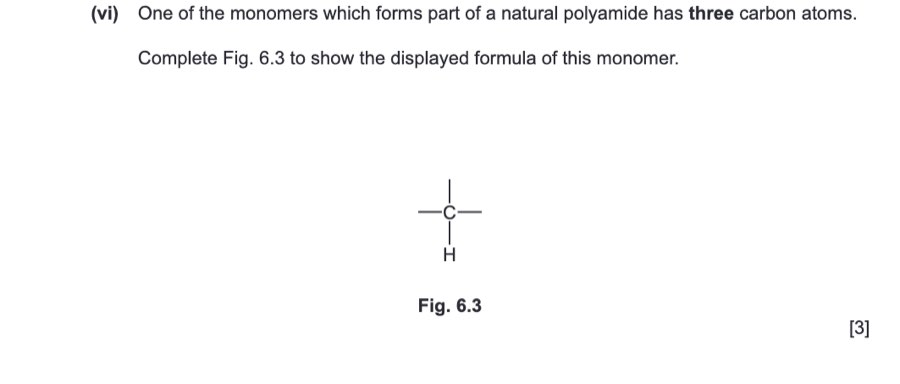 (vi) One of the monomers which forms part of a natural polyamide has three carbon atoms.
Complete Fig. 6.3 to show the displayed formula of this monomer.
C
H
Fig. 6.3
[3]